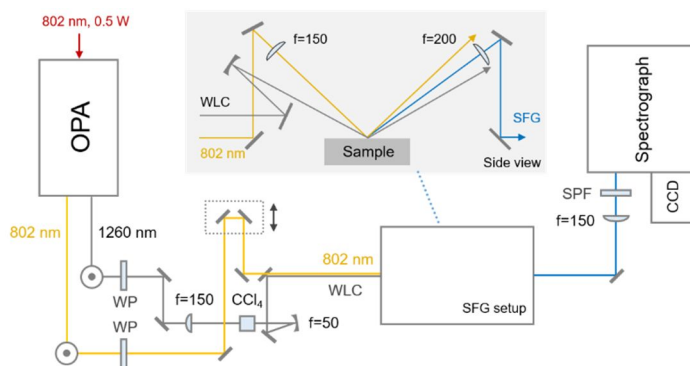 802 nm, 0.5 W
OPA
802 nm
1260 nm
WP
WP
f=150
CCl₄
f=50
f=150
f=200
WLC
802 nm
Sample
SFG
Side view
802 nm
WLC
SFG setup
Spectrograph
CCD
SPF
f=150